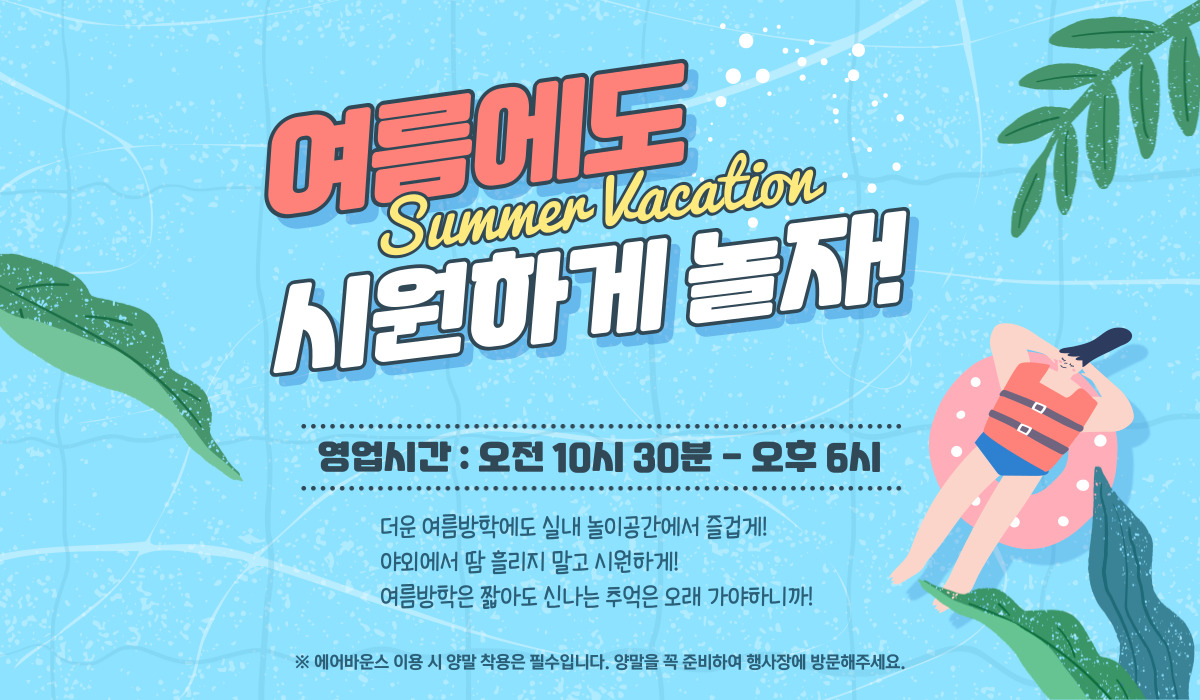 여름에도
Summer Vacation
시원하게 놀자!
영업시간 : 오전 10시 30분 - 오후 6시
더운 여름방학에도 실내 놀이공간에서 즐겁게!
야외에서 땀 흘리지 말고 시원하게!
여름방학은 짧아도 신나는 추억은 오래 가야하니까!
※ 에어바운스 이용 시 양말 착용은 필수입니다. 양말을 꼭 준비하여 행사장에 방문해주세요.